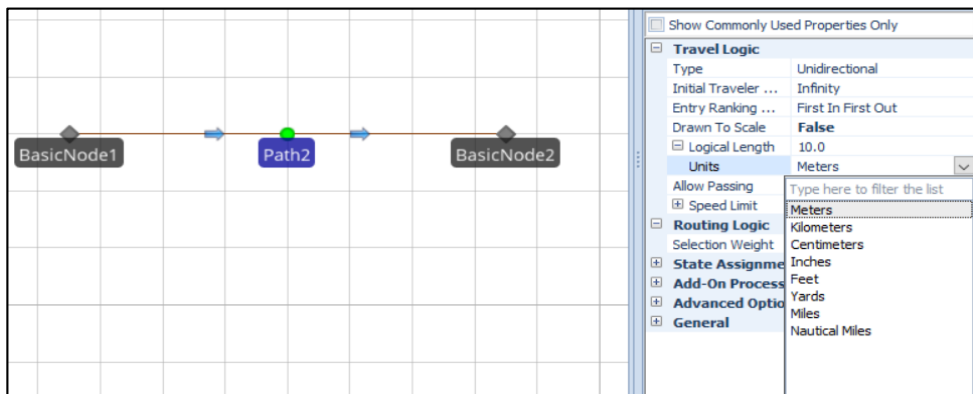 BasicNode1
Path2
BasicNode2
Show Commonly Used Properties Only
Travel Logic
Type Unidirectional
Initial Traveler ... Infinity
Entry Ranking ... First In First Out
Drawn To Scale False
Logical Length 10.0
Units Meters
Allow Passing
Speed Limit
Routing Logic
Selection Weight
State Assignme
Add-On Process
Advanced Optio
General
Type here to filter the list
Meters
Kilometers
Centimeters
Inches
Feet
Yards
Miles
Nautical Miles